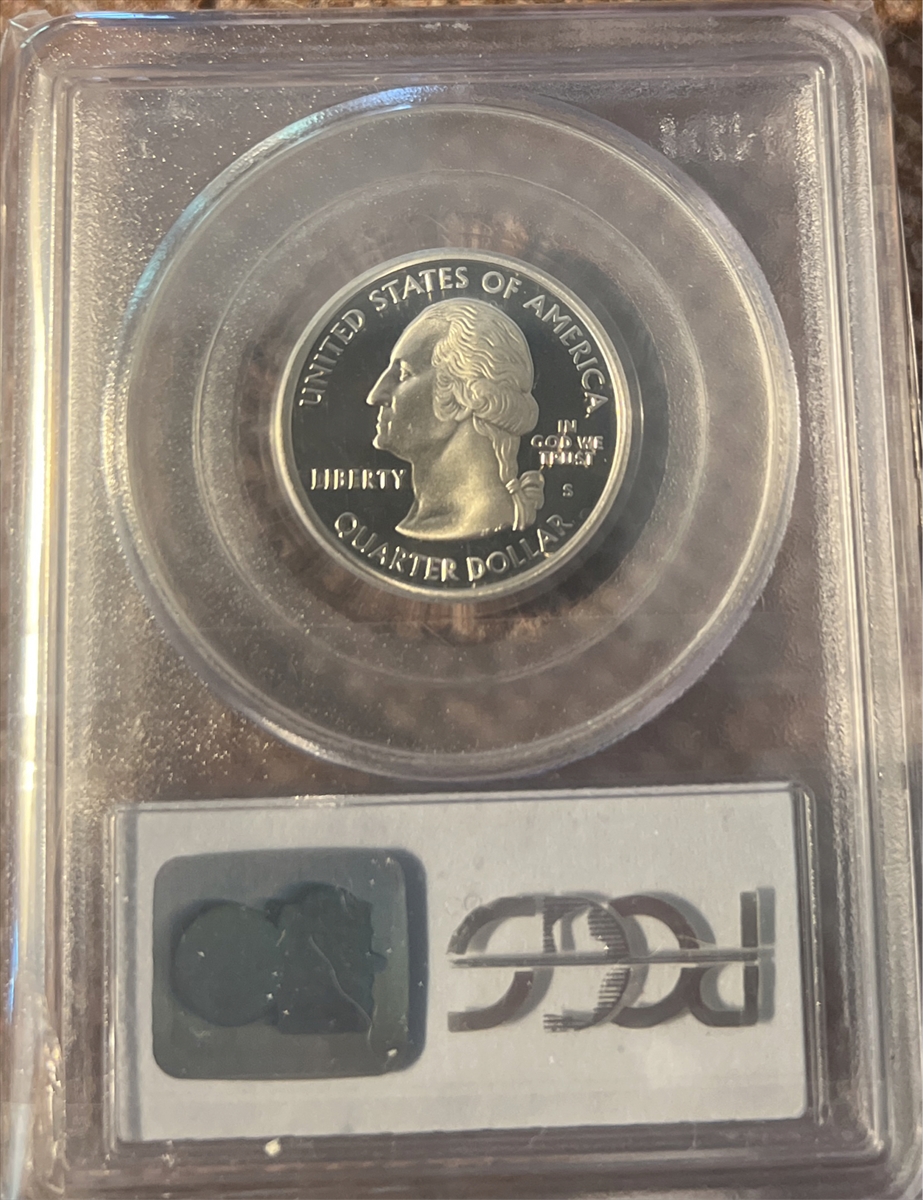 UNITED STATES OF AMERICA
IN
GOD WE
TRUST
LIBERTY
S
QUARTER DOLLAR
PCGS